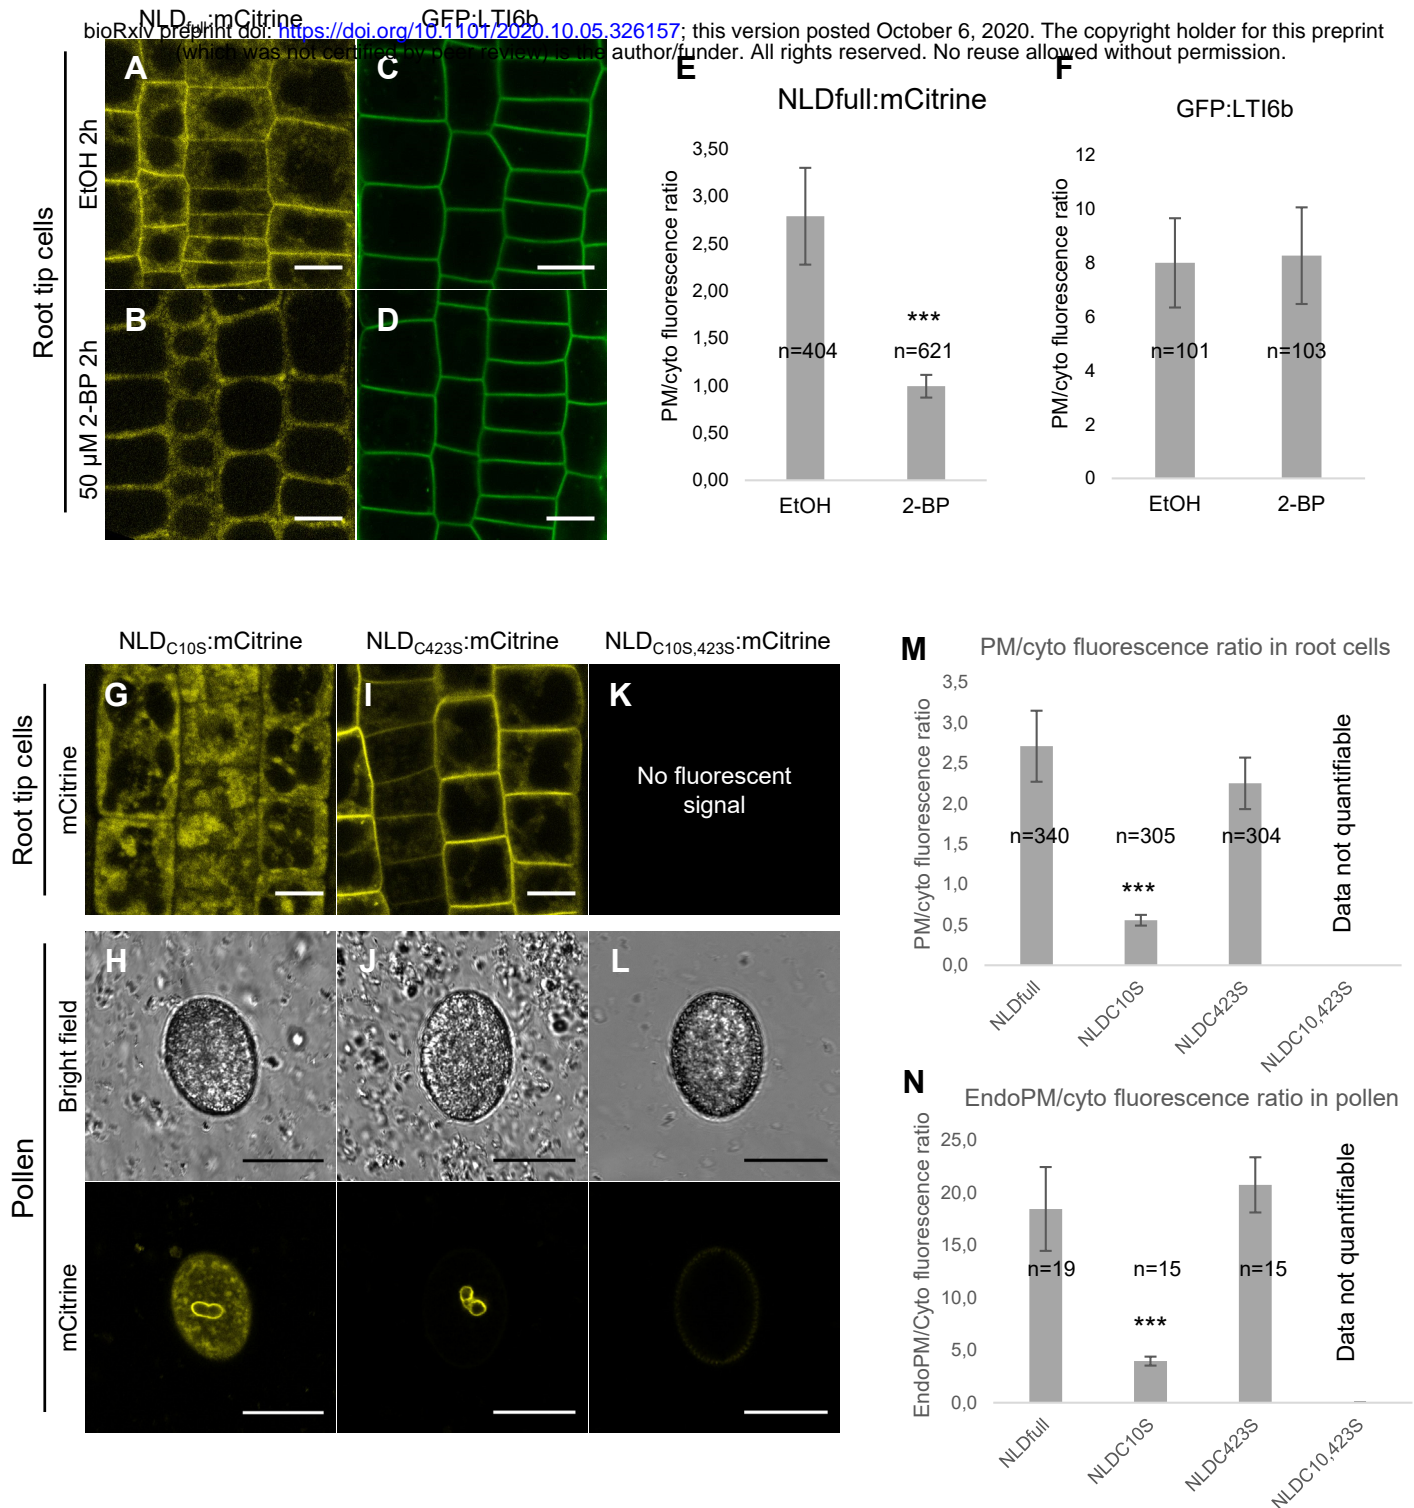 NLDfull:mCitrine
GFP:LTI6b
bioRxiv preprint doi: https://doi.org/10.1101/2020.10.05.326157; this version posted October 6, 2020. The copyright holder for this preprint
(which was not certified by peer review) is the author/funder. All rights reserved. No reuse allowed without permission.
A
C
B
D
Root tip cells
EtOH 2h
50 µM 2-BP 2h
E
NLDfull:mCitrine
PM/cyto fluorescence ratio
3,50
3,00
2,50
2,00
1,50
1,00
0,50
0,00
***
n=404
n=621
EtOH
2-BP
F
GFP:LTI6b
PM/cyto fluorescence ratio
12
10
8
6
4
2
0
n=101
n=103
EtOH
2-BP
NLDC10S:mCitrine
NLDC423S:mCitrine
NLDC10S,423S:mCitrine
Root tip cells
mCitrine
G
I
K
No fluorescent
signal
Pollen
Bright field
mCitrine
H
J
L
M
PM/cyto fluorescence ratio in root cells
PM/cyto fluorescence ratio
3,5
3,0
2,5
2,0
1,5
1,0
0,5
0,0
n=340
n=305
n=304
***
Data not quantifiable
NLDfull
NLDC10S
NLDC423S
NLDC10,423S
N
EndoPM/cyto fluorescence ratio in pollen
EndoPM/Cyto fluorescence ratio
25,0
20,0
15,0
10,0
5,0
0,0
n=19
n=15
n=15
***
Data not quantifiable
NLDfull
NLDC10S
NLDC423S
NLDC10,423S